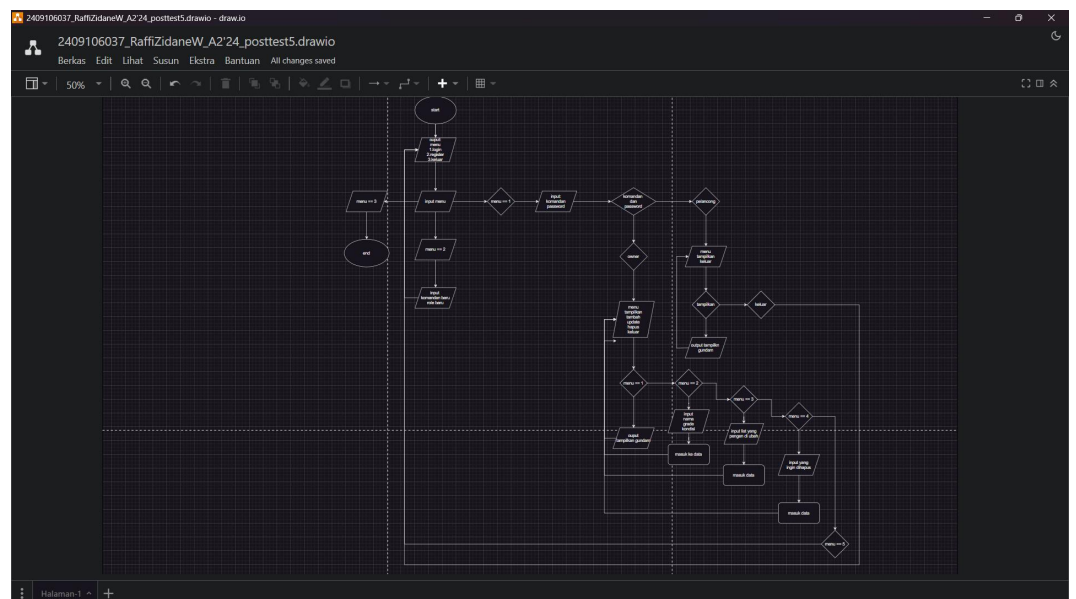 2409106037_RaffiZidaneW_A2'24_posttest5.drawio - draw.io
2409106037_RaffiZidaneW_A2'24_posttest5.drawio
Berkas Edit Lihat Susun Ekstra Bantuan All changes saved
50%
start
ouput
menu
1.login
2.register
3.keluar
menu == 3
input menu
menu == 1
input:
komandan
password
komandan
dan
password
pelancong
end
menu == 2
owner
menu
tampilkan
keluar
input
komandan baru
role baru
menu
tampilkan
tambah
update
hapus
keluar
tampilkan
keluar
output tampilkn
gundam
menu == 1
menu == 2
menu == 3
menu == 4
input
nama
grade
kondisi
ouput
tampilkan gundam
input list yang
pengen di ubah
masuk ke data
input yang
ingin dihapus
masuk data
masuk data
menu == 5
Halaman-1